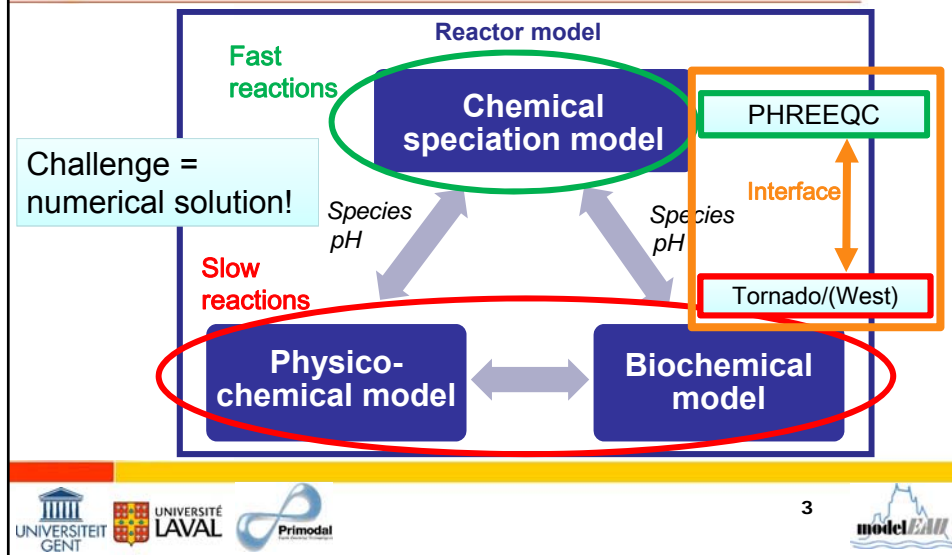 Reactor model
Fast
reactions
Chemical
speciation model
PHREEQC
Challenge =
numerical solution!
Interface
Species
pH
Species
pH
Slow
reactions
Tornado/(West)
Physico-
chemical model
Biochemical
model
UNIVERSITEIT
GENT
UNIVERSITÉ
LAVAL
Primodal
3
modelEAU